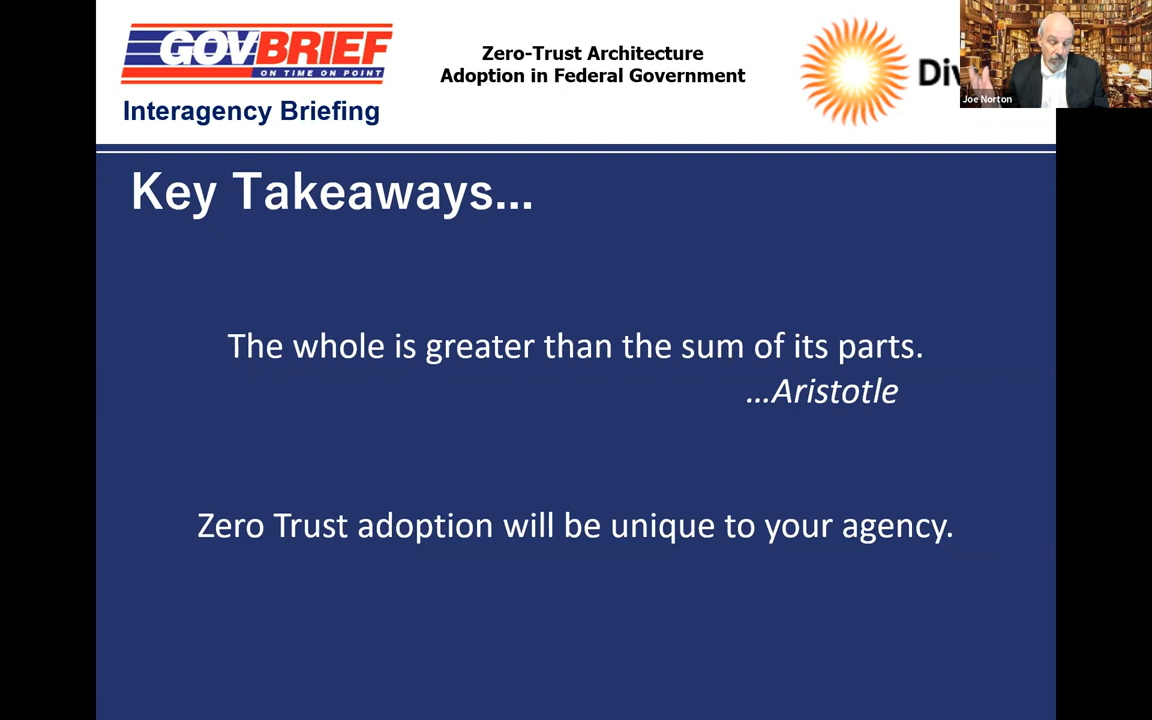 GOVBRIEF
ON TIME ON POINT
Interagency Briefing
Zero-Trust Architecture
Adoption in Federal Government
Joe Norton
Key Takeaways...
The whole is greater than the sum of its parts.
...Aristotle
Zero Trust adoption will be unique to your agency.